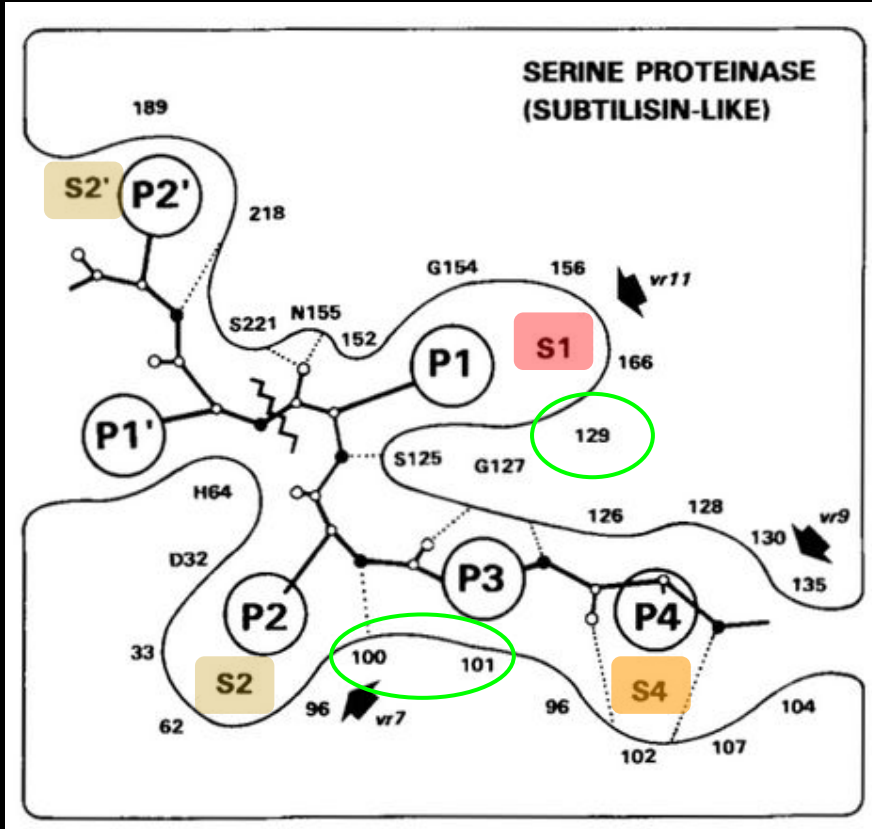 SERINE PROTEINASE
(SUBTILISIN-LIKE)
189
S2' P2'
218
G154 156 vr11
S221 N155 152
P1 S1 166
P1' 129
S125 G127
H64
126 128 130 vr9
D32
P3 135
P2 P4
33 100 101
S2 S4
62 96 vr7 96 104
102 107